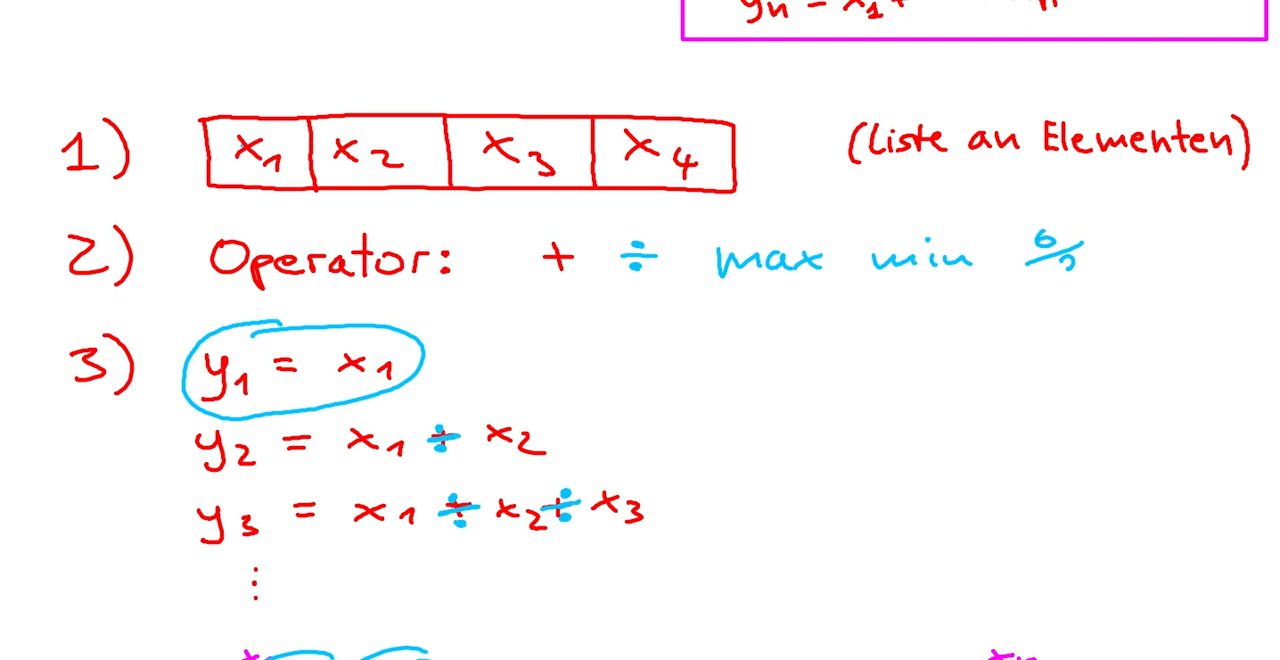 1) x₁ x₂ x₃ x₄ (Liste an Elementen)
2) Operator: + ÷ max min %
3) y₁ = x₁
y₂ = x₁ ÷ x₂
y₃ = x₁ ÷ x₂ ÷ x₃
⋮